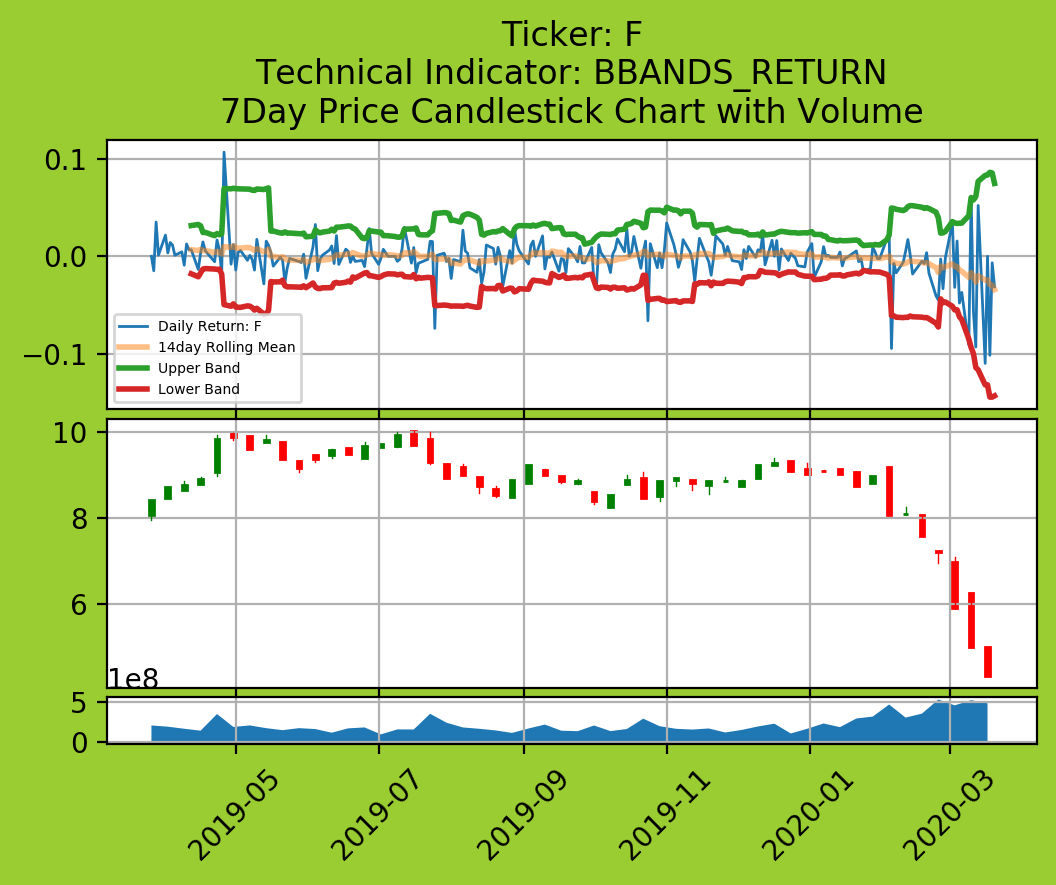 Ticker: F
Technical Indicator: BBANDS_RETURN
7Day Price Candlestick Chart with Volume
0.1
0.0
−0.1
Daily Return: F
14day Rolling Mean
Upper Band
Lower Band
10
8
6
1e8
5
0
2019-05
2019-07
2019-09
2019-11
2020-01
2020-03